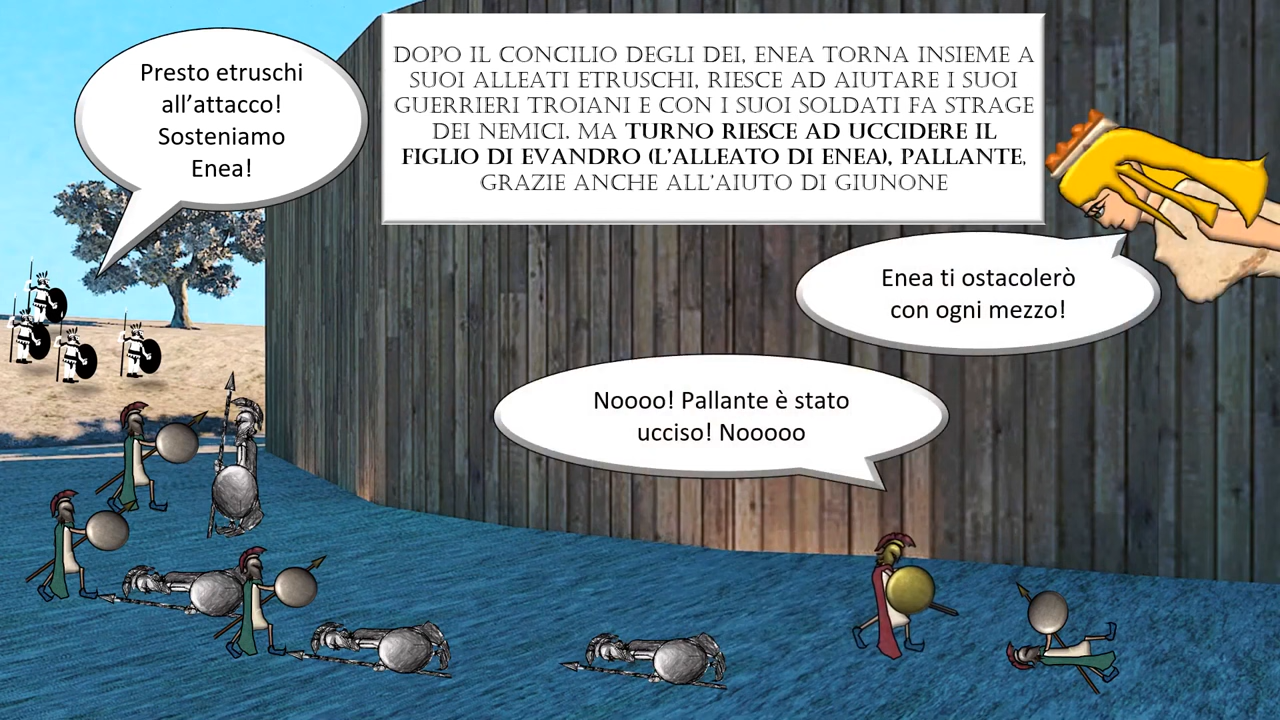 Presto etruschi
all'attacco!
Sosteniamo
Enea!
DOPO IL CONCILIO DEGLI DEI, ENEA TORNA INSIEME A
SUOI ALLEATI ETRUSCHI, RIESCE AD AIUTARE I SUOI
GUERRIERI TROIANI E CON I SUOI SOLDATI FA STRAGE
DEI NEMICI. MA TURNO RIESCE AD UCCIDERE IL
FIGLIO DI EVANDRO (L'ALLEATO DI ENEA), PALLANTE,
GRAZIE ANCHE ALL'AIUTO DI GIUNONE
Enea ti ostacolerò
con ogni mezzo!
Noooo! Pallante è stato
ucciso! Nooooo